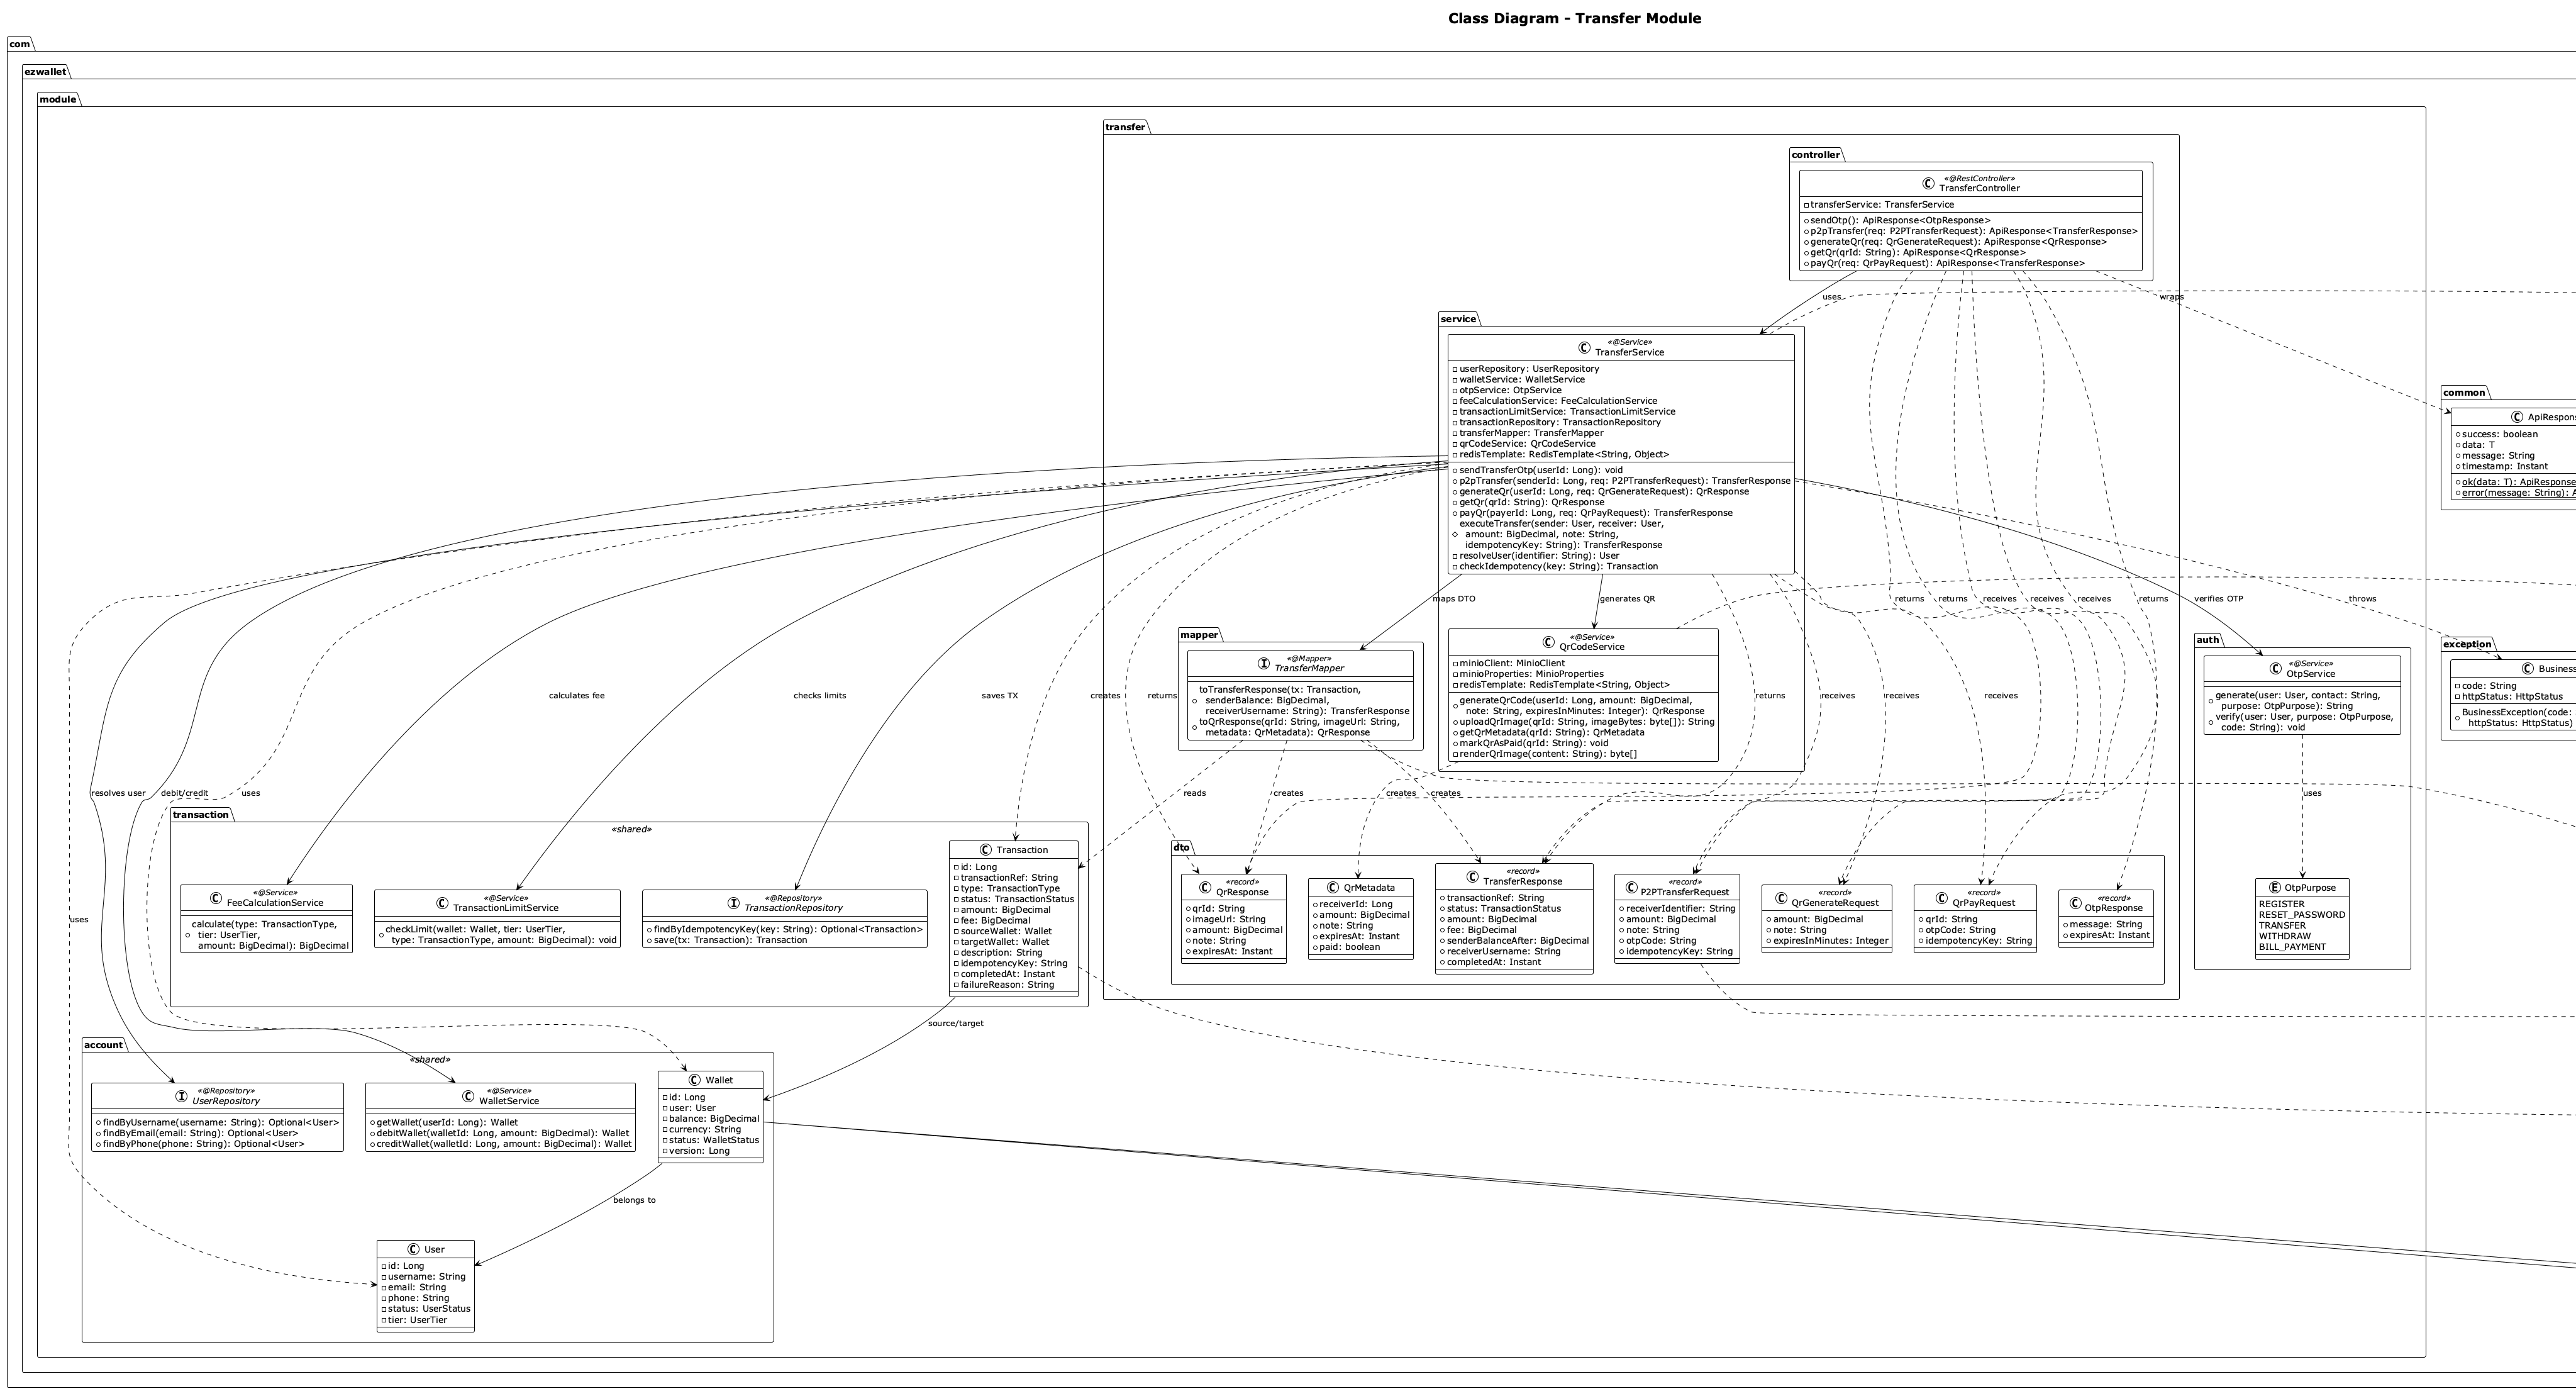 Class Diagram - Transfer Module
com
ezwallet
module
transfer
controller
«@RestController»
TransferController
transferService: TransferService
sendOtp(): ApiResponse<OtpResponse>
p2pTransfer(req: P2PTransferRequest): ApiResponse<TransferResponse>
generateQr(req: QrGenerateRequest): ApiResponse<QrResponse>
getQr(qrId: String): ApiResponse<QrResponse>
payQr(req: QrPayRequest): ApiResponse<TransferResponse>
uses
wraps
service
«@Service»
TransferService
userRepository: UserRepository
walletService: WalletService
otpService: OtpService
feeCalculationService: FeeCalculationService
transactionLimitService: TransactionLimitService
transactionRepository: TransactionRepository
transferMapper: TransferMapper
qrCodeService: QrCodeService
redisTemplate: RedisTemplate<String, Object>
sendTransferOtp(userId: Long): void
p2pTransfer(senderId: Long, req: P2PTransferRequest): TransferResponse
generateQr(userId: Long, req: QrGenerateRequest): QrResponse
getQr(qrId: String): QrResponse
payQr(payerId: Long, req: QrPayRequest): TransferResponse
executeTransfer(sender: User, receiver: User,
amount: BigDecimal, note: String,
idempotencyKey: String): TransferResponse
resolveUser(identifier: String): User
checkIdempotency(key: String): Transaction
common
ApiRespons
success: boolean
data: T
message: String
timestamp: Instant
ok(data: T): ApiResponse
error(message: String): A
maps DTO
generates QR
returns
returns
receives
receives
receives
returns
verifies OTP
throws
mapper
«@Mapper»
TransferMapper
toTransferResponse(tx: Transaction,
senderBalance: BigDecimal,
receiverUsername: String): TransferResponse
toQrResponse(qrId: String, imageUrl: String,
metadata: QrMetadata): QrResponse
«@Service»
QrCodeService
minioClient: MinioClient
minioProperties: MinioProperties
redisTemplate: RedisTemplate<String, Object>
generateQrCode(userId: Long, amount: BigDecimal,
note: String, expiresInMinutes: Integer): QrResponse
uploadQrImage(qrId: String, imageBytes: byte[]): String
getQrMetadata(qrId: String): QrMetadata
markQrAsPaid(qrId: String): void
renderQrImage(content: String): byte[]
auth
«@Service»
OtpService
generate(user: User, contact: String,
purpose: OtpPurpose): String
verify(user: User, purpose: OtpPurpose,
code: String): void
exception
Business
code: String
httpStatus: HttpStatus
BusinessException(code:
httpStatus: HttpStatus)
calculates fee
checks limits
saves TX
creates
returns
returns
receives
receives
receives
resolves user
debit/credit
uses
reads
creates
creates
creates
uses
transaction
«shared»
«@Service»
FeeCalculationService
calculate(type: TransactionType,
tier: UserTier,
amount: BigDecimal): BigDecimal
«@Service»
TransactionLimitService
checkLimit(wallet: Wallet, tier: UserTier,
type: TransactionType, amount: BigDecimal): void
«@Repository»
TransactionRepository
findByIdempotencyKey(key: String): Optional<Transaction>
save(tx: Transaction): Transaction
Transaction
id: Long
transactionRef: String
type: TransactionType
status: TransactionStatus
amount: BigDecimal
fee: BigDecimal
sourceWallet: Wallet
targetWallet: Wallet
description: String
idempotencyKey: String
completedAt: Instant
failureReason: String
dto
«record»
QrResponse
qrId: String
imageUrl: String
amount: BigDecimal
note: String
expiresAt: Instant
QrMetadata
receiverId: Long
amount: BigDecimal
note: String
expiresAt: Instant
paid: boolean
«record»
TransferResponse
transactionRef: String
status: TransactionStatus
amount: BigDecimal
fee: BigDecimal
senderBalanceAfter: BigDecimal
receiverUsername: String
completedAt: Instant
«record»
P2PTransferRequest
receiverIdentifier: String
amount: BigDecimal
note: String
otpCode: String
idempotencyKey: String
«record»
QrGenerateRequest
amount: BigDecimal
note: String
expiresInMinutes: Integer
«record»
QrPayRequest
qrId: String
otpCode: String
idempotencyKey: String
«record»
OtpResponse
message: String
expiresAt: Instant
OtpPurpose
REGISTER
RESET_PASSWORD
TRANSFER
WITHDRAW
BILL_PAYMENT
uses
source/target
account
«shared»
«@Repository»
UserRepository
findByUsername(username: String): Optional<User>
findByEmail(email: String): Optional<User>
findByPhone(phone: String): Optional<User>
«@Service»
WalletService
getWallet(userId: Long): Wallet
debitWallet(walletId: Long, amount: BigDecimal): Wallet
creditWallet(walletId: Long, amount: BigDecimal): Wallet
Wallet
id: Long
user: User
balance: BigDecimal
currency: String
status: WalletStatus
version: Long
belongs to
User
id: Long
username: String
email: String
phone: String
status: UserStatus
tier: UserTier